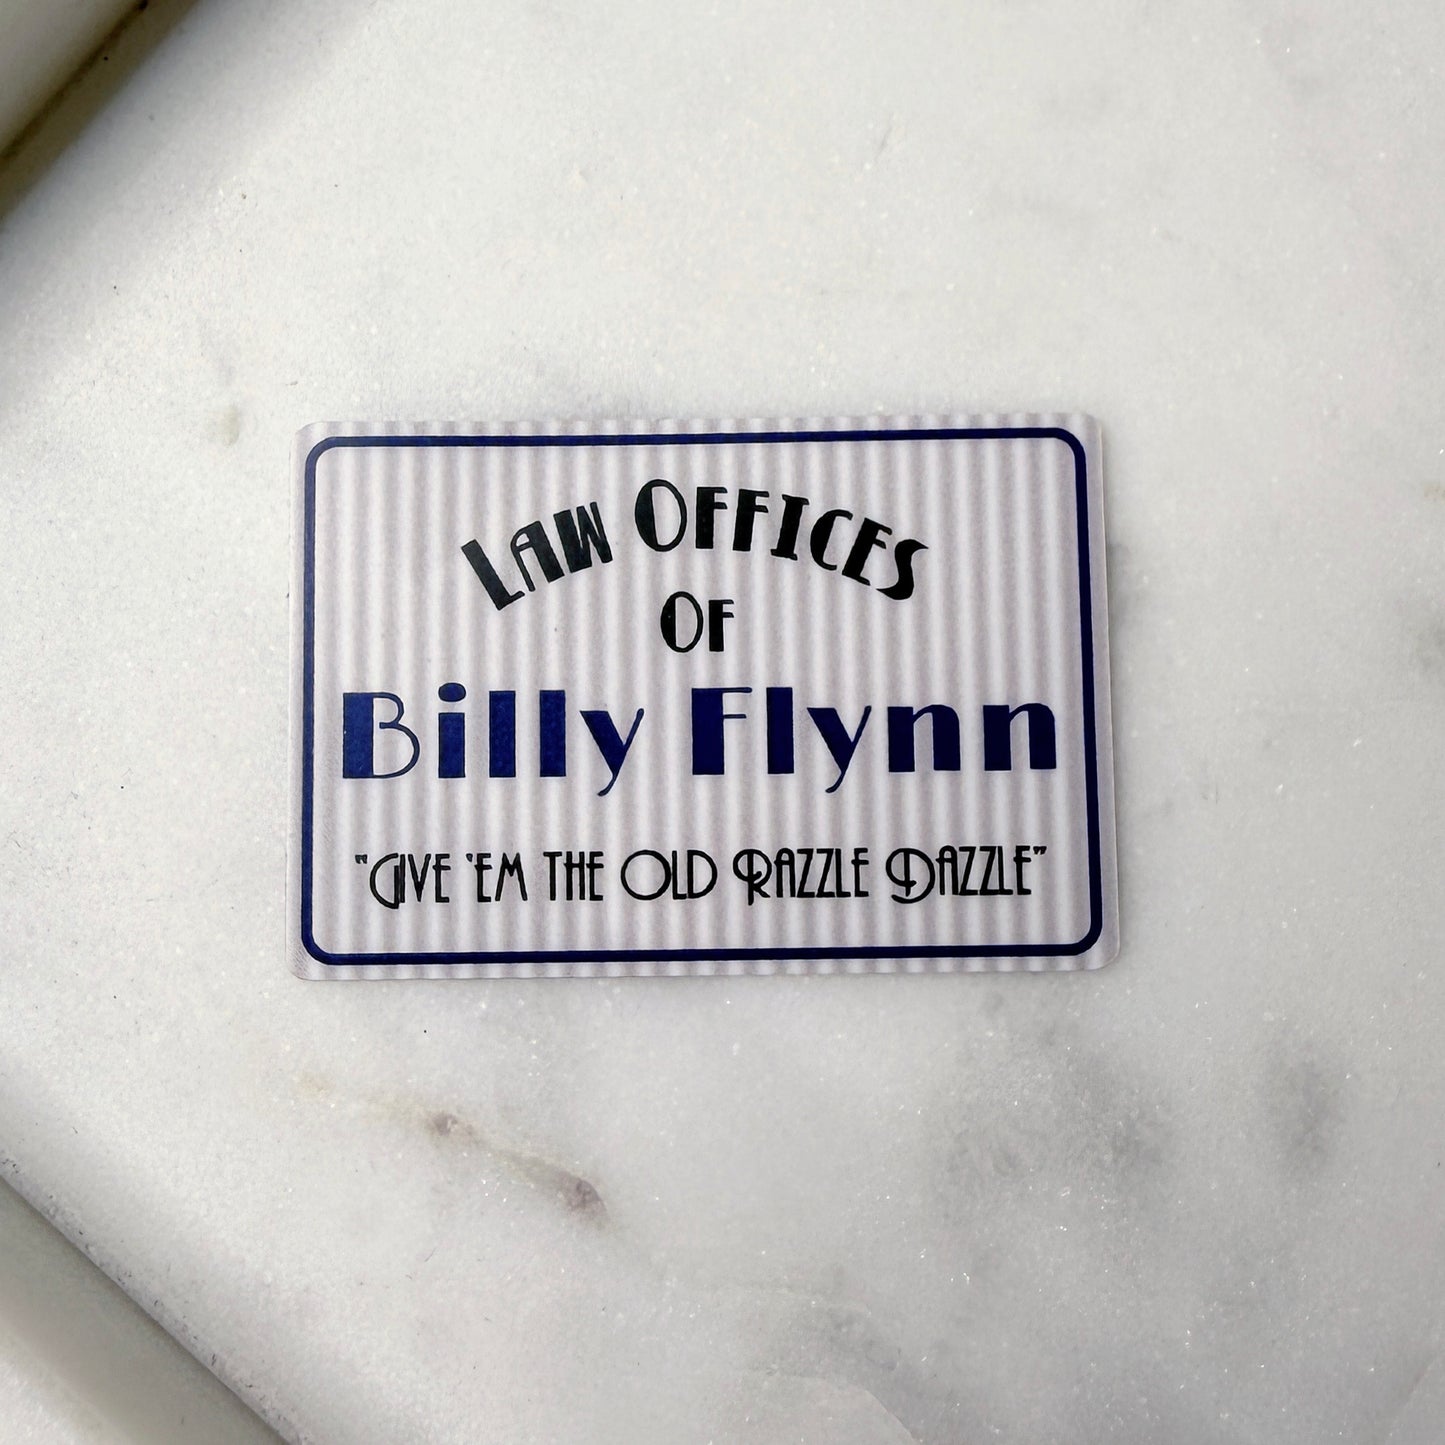 Law Offices
Of
Billy Flynn
"Give 'em the Old Razzle Dazzle"